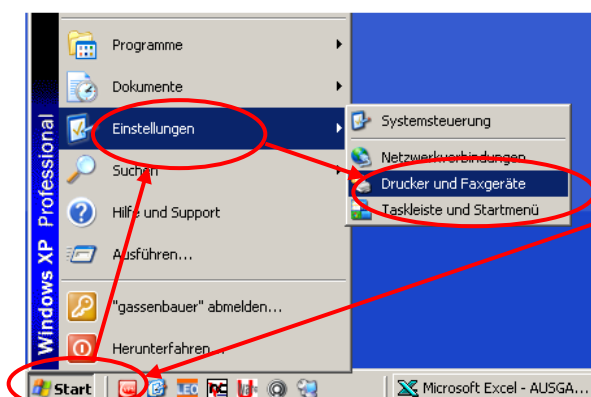 Programme
Dokumente
Einstellungen
Suchen
Hilfe und Support
Ausführen...
"gassenbauer" abmelden...
Herunterfahren...
Windows XP Professional
Systemsteuerung
Netzwerkverbindungen
Drucker und Faxgeräte
Taskleiste und Startmenü
Start
LEO
Microsoft Excel - AUSGA...